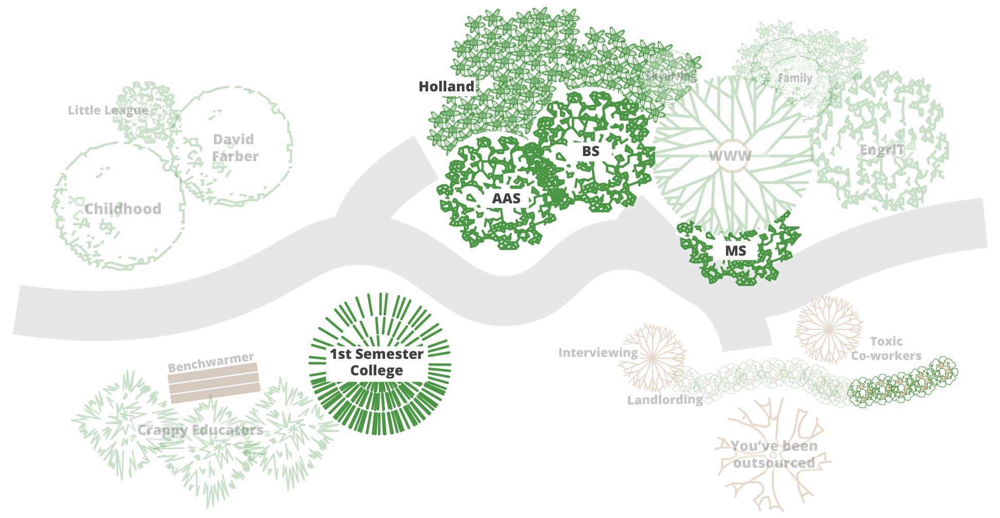 Holland
Skydiving
Family
Little League
David
Farber
BS
WWW
EngrIT
Childhood
AAS
MS
1st Semester
College
Benchwarmer
Crappy Educators
Interviewing
Landlording
Toxic
Co-workers
You've been
outsourced